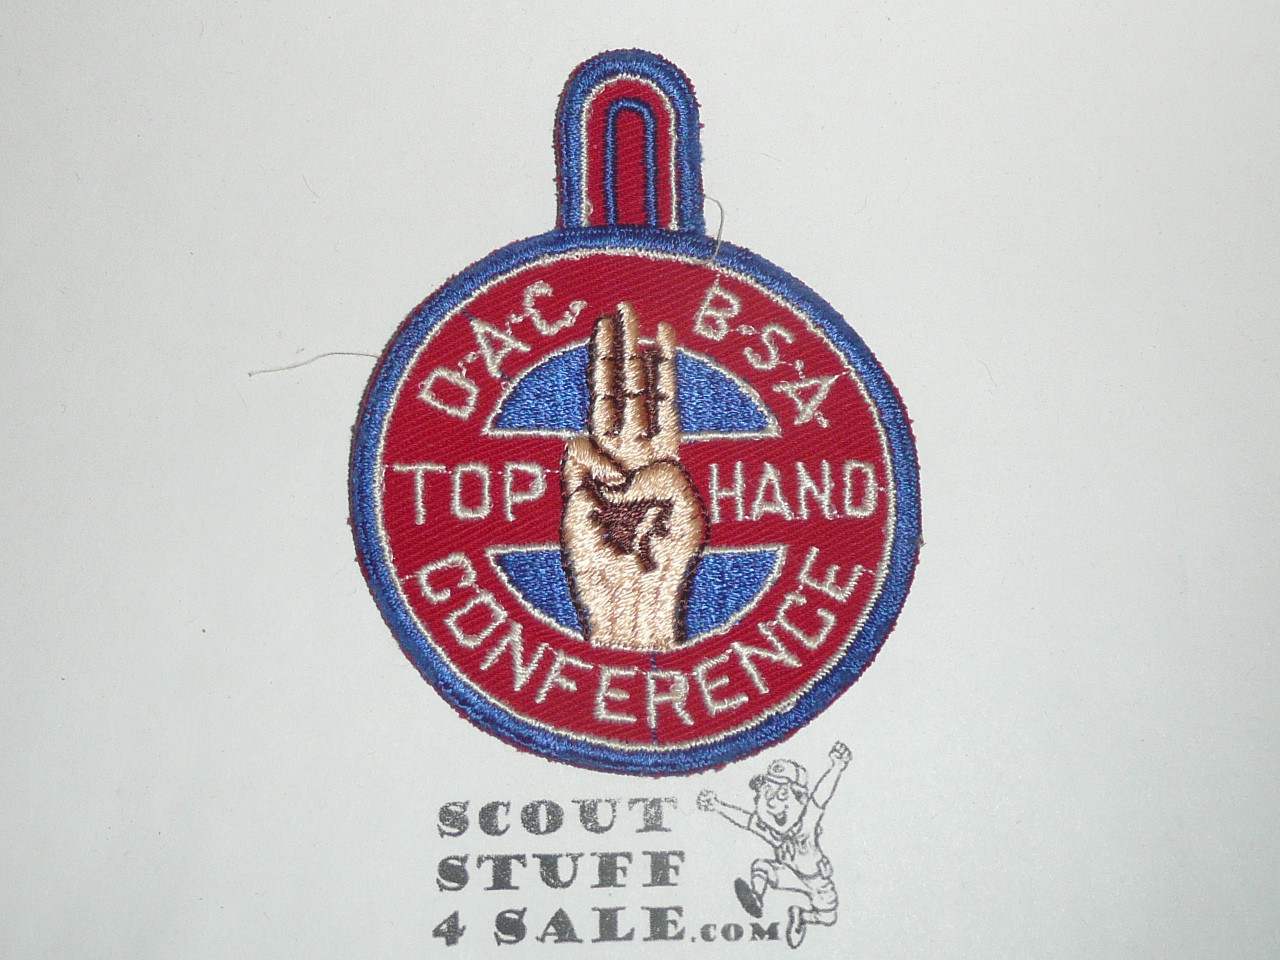 O-A-C B-S-A
TOP HAND
CONFERENCE
SCOUT
STUFF
4 SALE.COM